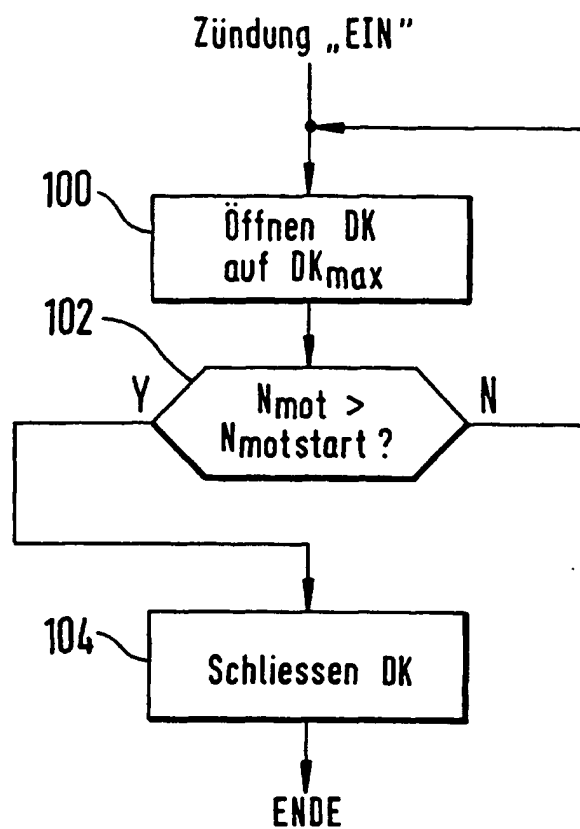 Zündung „EIN”
100
Öffnen DK
auf DKmax
102
Y
Nmot >
Nmotstart ?
N
104
Schliessen DK
ENDE